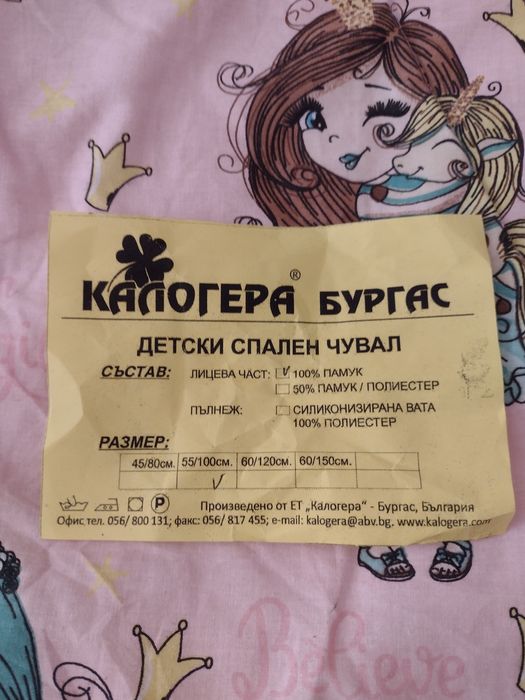 КАЛОГЕРА ® БУРГАС
ДЕТСКИ СПАЛЕН ЧУВАЛ
СЪСТАВ: ЛИЦЕВА ЧАСТ: 100% ПАМУК
50% ПАМУК / ПОЛИЕСТЕР
ПЪЛНЕЖ: СИЛИКОНИЗИРАНА ВАТА
100% ПОЛИЕСТЕР
РАЗМЕР:
45/80см. 55/100см. 60/120см. 60/150см.
P Произведено от ЕТ „Калогера“ - Бургас, България
Офис тел. 056/ 800 131; факс: 056/ 817 455; e-mail: kalogera@abv.bg. www.kalogera.com
Believe